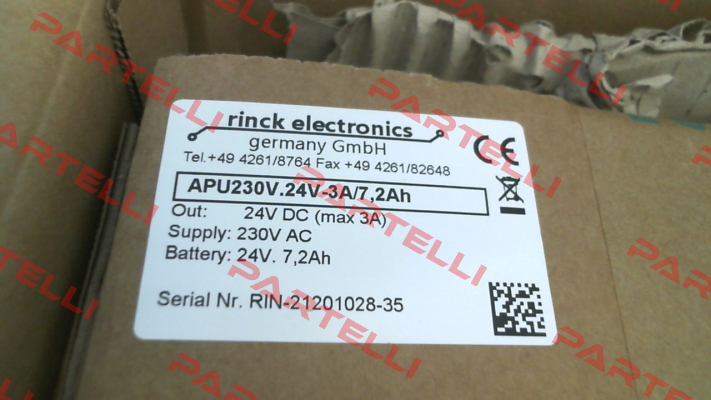 rinck electronics
germany GmbH
Tel.+49 4261/8764 Fax +49 4261/82648
APU230V.24V-3A/7,2Ah
Out: 24V DC (max 3A)
Supply: 230V AC
Battery: 24V. 7,2Ah
Serial Nr. RIN-21201028-35
CE
PARTELLI
PARTELLI
PARTELLI
PARTELLI
PARTELLI
PARTELLI
PARTELLI
PARTELLI